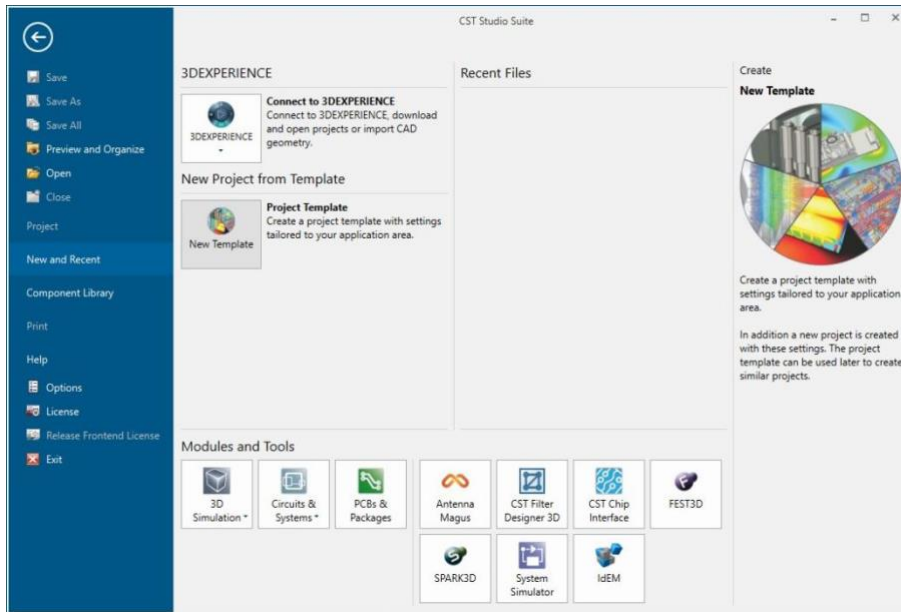 CST Studio Suite
Save
Save As
Save All
Preview and Organize
Open
Close
Project
New and Recent
Component Library
Print
Help
Options
License
Release Frontend License
Exit
3DEXPERIENCE
3DEXPERIENCE
Connect to 3DEXPERIENCE
Connect to 3DEXPERIENCE, download
and open projects or import CAD
geometry.
New Project from Template
New Template
Project Template
Create a project template with settings
tailored to your application area.
Recent Files
Modules and Tools
3D
Simulation
Circuits &
Systems
PCBs &
Packages
Antenna
Magus
CST Filter
Designer 3D
CST Chip
Interface
FEST3D
SPARK3D
System
Simulator
IdEM
Create
New Template
Create a project template with
settings tailored to your application
area.
In addition a new project is created
with these settings. The project
template can be used later to create
similar projects.